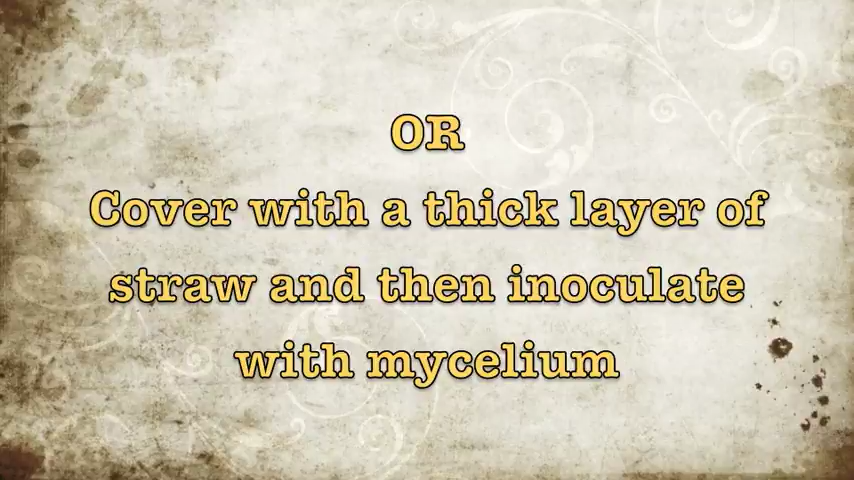 OR
Cover with a thick layer of
straw and then inoculate
with mycelium